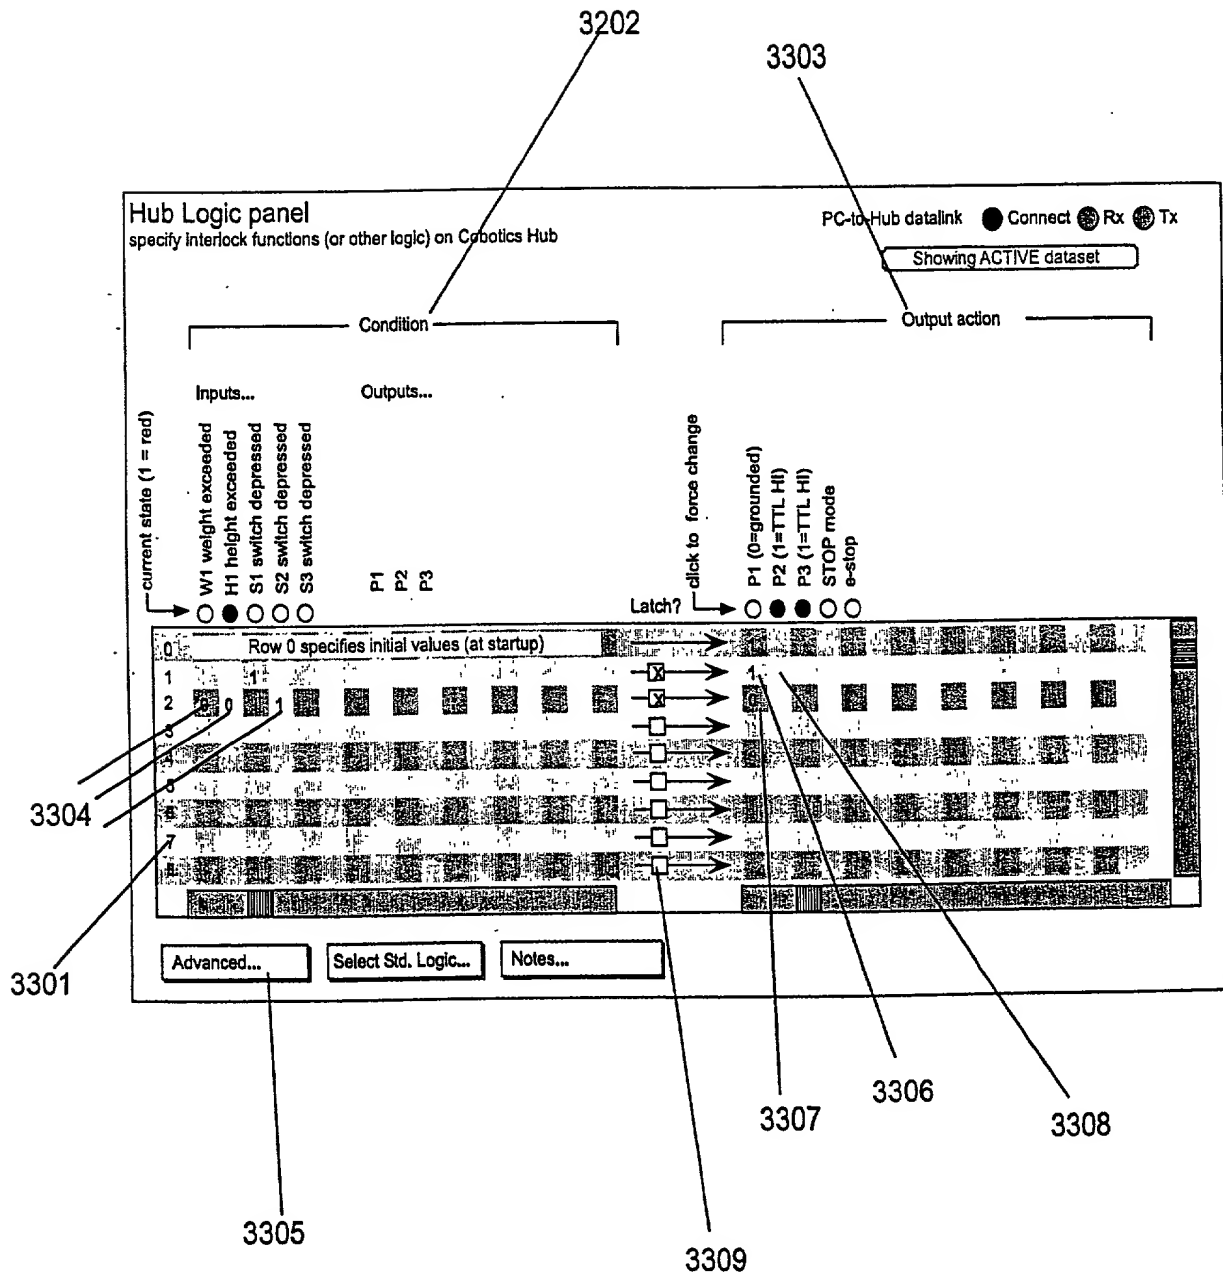 3202
3303
Hub Logic panel
specify interlock functions (or other logic) on Cobotics Hub
PC-to-Hub datalink Connect Rx Tx
Showing ACTIVE dataset
Condition
Output action
Inputs...
Outputs...
current state (1 = red)
W1 weight exceeded
H1 height exceeded
S1 switch depressed
S2 switch depressed
S3 switch depressed
P1
P2
P3
Latch?
click to force change
P1 (0=grounded)
P2 (1=TTL HI)
P3 (1=TTL HI)
STOP mode
e-stop
0 Row 0 specifies initial values (at startup)
1 1 X 1
2 0 0 1 X 0
3
4
5
6
7
8
3304
3301
Advanced...
Select Std. Logic...
Notes...
3306
3307
3308
3305
3309